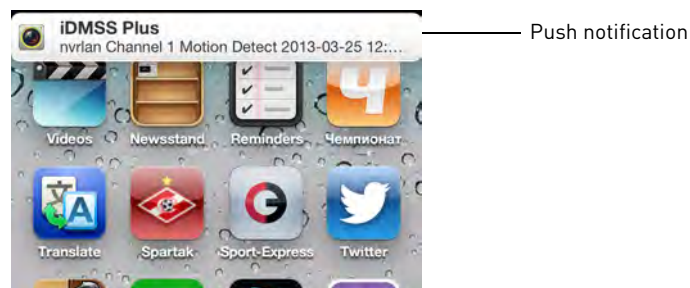 iDMSS Plus
nvrlan Channel 1 Motion Detect 2013-03-25 12:...
Push notification
Videos Newsstand Reminders Чемпионат
Translate Spartak Sport-Express Twitter